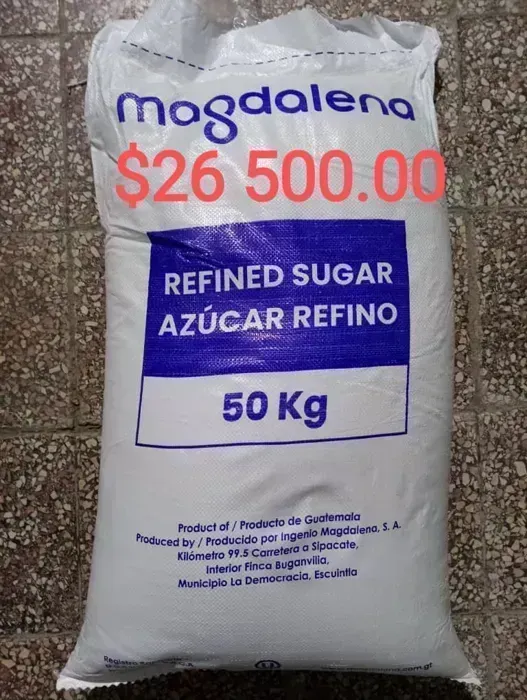 magdalena
$26 500.00
REFINED SUGAR
AZÚCAR REFINO
50 Kg
Product of / Producto de Guatemala
Produced by / Producido por Ingenio Magdalena, S. A.
Kilómetro 99.5 Carretera a Sipacate,
Interior Finca Buganvilia,
Municipio La Democracia, Escuintla